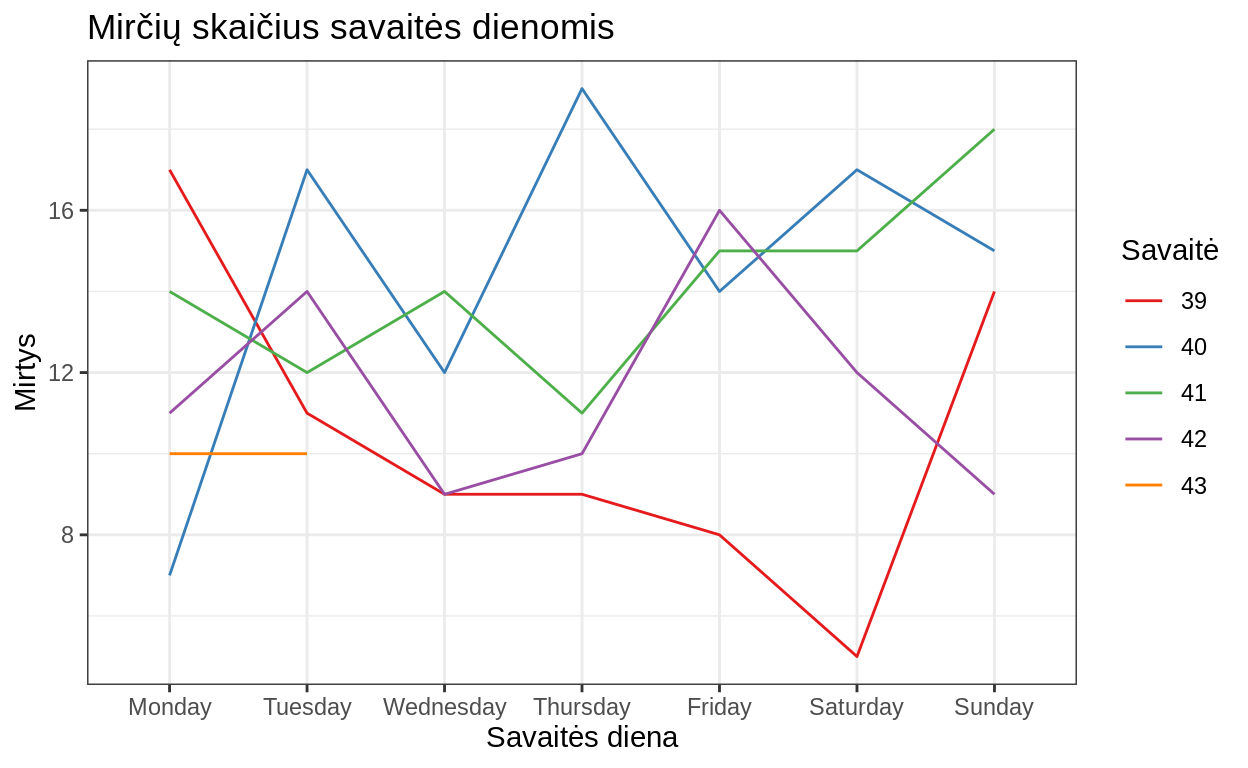 Mirčių skaičius savaitės dienomis
Mirtys
16
12
8
Monday Tuesday Wednesday Thursday Friday Saturday Sunday
Savaitės diena
Savaitė
39
40
41
42
43